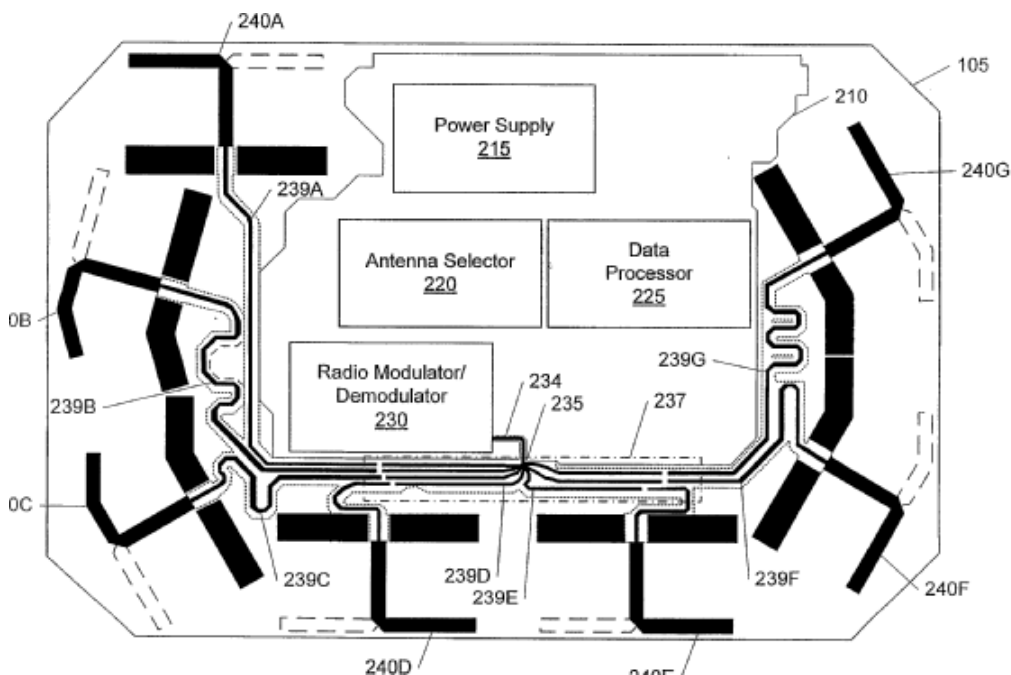 240A
105
210
Power Supply
215
240G
239A
Antenna Selector
220
Data
Processor
225
0B
239G
Radio Modulator/
Demodulator
230
234
235
237
239B
0C
239C
239D
239E
239F
240F
240D